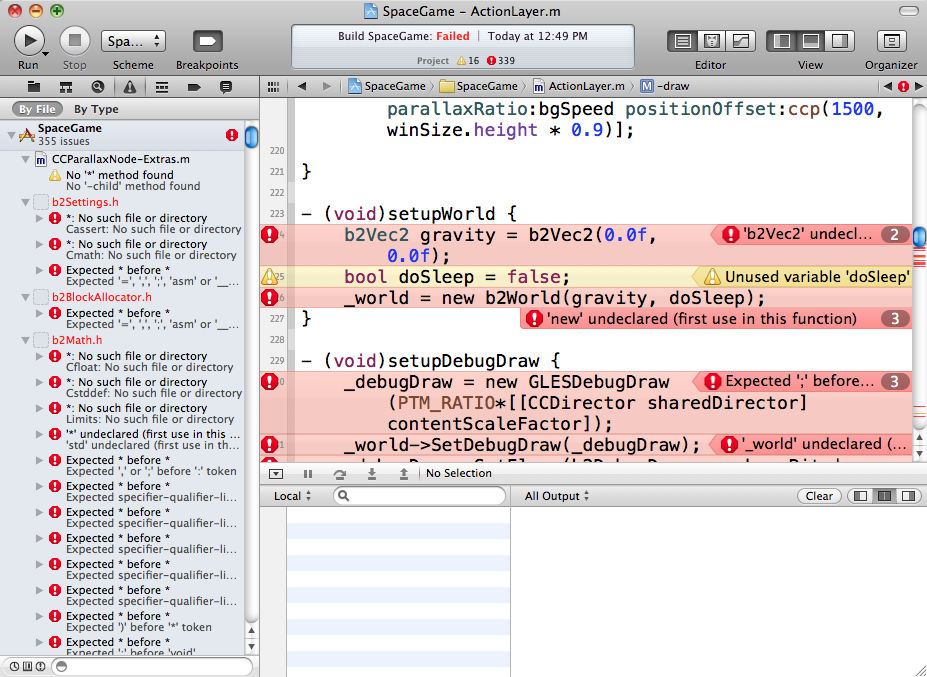 SpaceGame – ActionLayer.m
Run
Stop
Spa...
Scheme
Breakpoints
Build SpaceGame: Failed | Today at 12:49 PM
Project 16 339
Editor
View
Organizer
SpaceGame
SpaceGame
ActionLayer.m
M -draw
By File
By Type
SpaceGame
355 issues
m CCParallaxNode-Extras.m
No '*' method found
No '-child' method found
b2Settings.h
*: No such file or directory
Cassert: No such file or directory
*: No such file or directory
Cmath: No such file or directory
Expected * before *
Expected '=', ',', ';', 'asm' or '__...
b2BlockAllocator.h
Expected * before *
Expected '=', ',', ';', 'asm' or '__...
b2Math.h
*: No such file or directory
Cfloat: No such file or directory
*: No such file or directory
Cstddef: No such file or directory
*: No such file or directory
Limits: No such file or directory
'*' undeclared (first use in this ...
'std' undeclared (first use in th...
Expected * before *
Expected ',' or ';' before ':' token
Expected * before *
Expected specifier-qualifier-li...
Expected * before *
Expected specifier-qualifier-li...
Expected * before *
Expected specifier-qualifier-li...
Expected * before *
Expected specifier-qualifier-li...
Expected * before *
Expected specifier-qualifier-li...
Expected * before *
Expected ')' before '*' token
Expected * before *
Expected ';' before 'void'
parallaxRatio:bgSpeed positionOffset:ccp(1500,
winSize.height * 0.9)];
220
221 }
222
223 – (void)setupWorld {
4 b2Vec2 gravity = b2Vec2(0.0f, 'b2Vec2' undecl... 2
0.0f);
25 bool doSleep = false; Unused variable 'doSleep'
6 _world = new b2World(gravity, doSleep);
227 } 'new' undeclared (first use in this function) 3
228
229 – (void)setupDebugDraw {
0 _debugDraw = new GLESDebugDraw Expected ';' before... 3
(PTM_RATIO*[[CCDirector sharedDirector]
contentScaleFactor]);
1 _world->SetDebugDraw(_debugDraw); '_world' undeclared (...
No Selection
Local
All Output
Clear